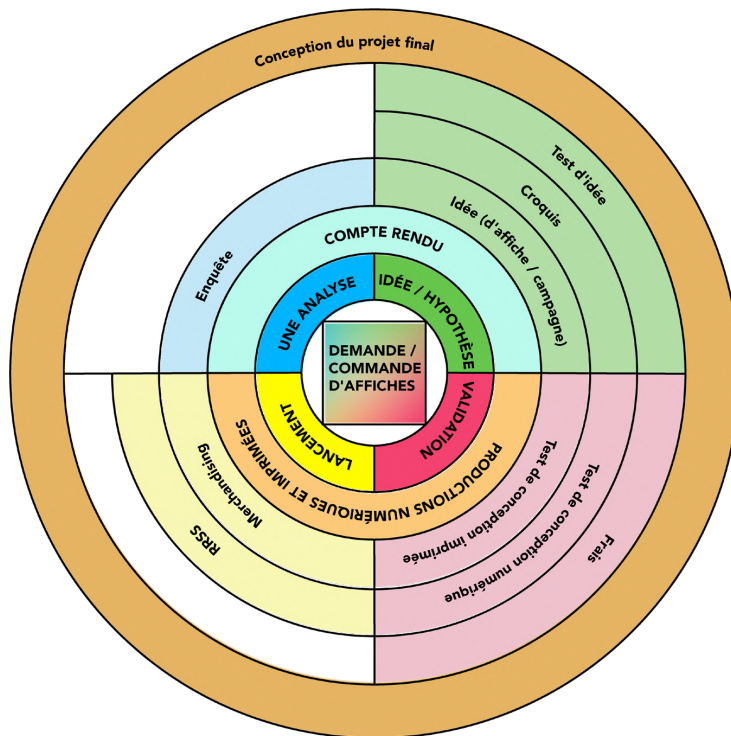 Conception du projet final
Test d'idée
Croquis
Idée (d'affiche / campagne)
COMPTE RENDU
Enquête
UNE ANALYSE
IDÉE / HYPOTHÈSE
DEMANDE /
COMMANDE
D'AFFICHES
LANCEMENT
VALIDATION
PRODUCTIONS NUMÉRIQUES ET IMPRIMÉES
Merchandising
RRSS
Test de conception imprimée
Test de conception numérique
Frais